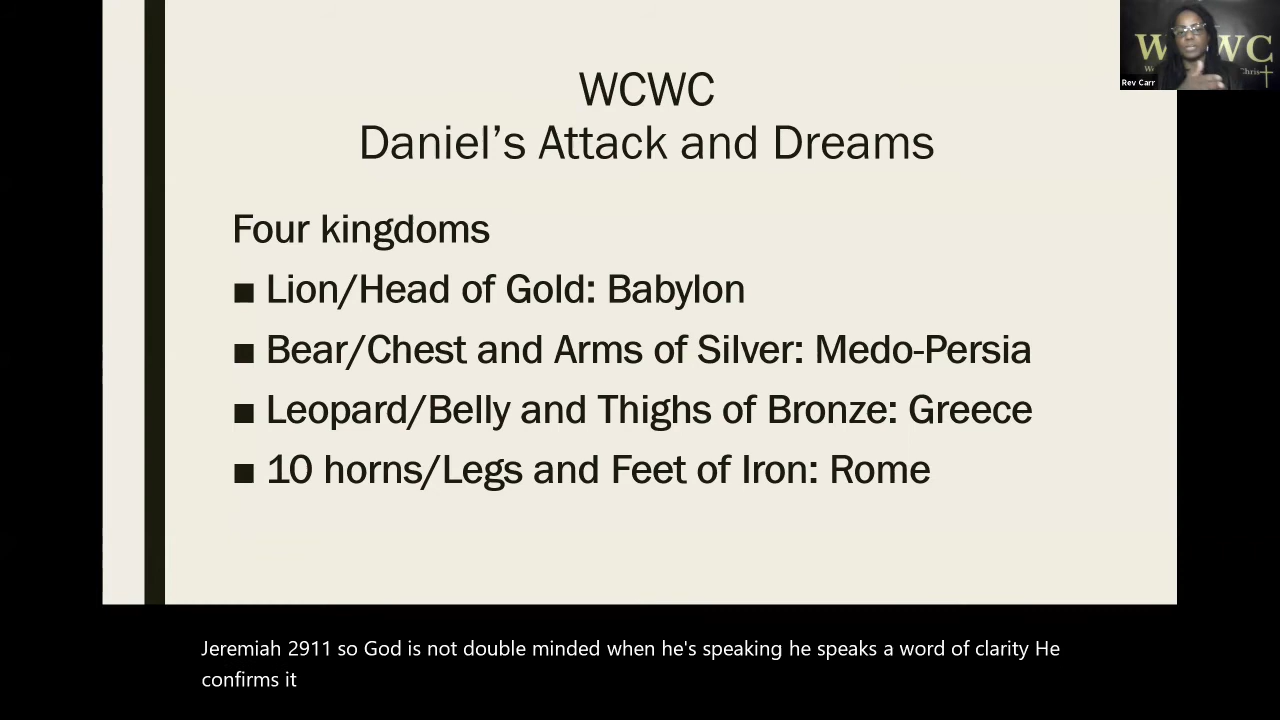 WCWC
Daniel’s Attack and Dreams
Four kingdoms
■ Lion/Head of Gold: Babylon
■ Bear/Chest and Arms of Silver: Medo-Persia
■ Leopard/Belly and Thighs of Bronze: Greece
■ 10 horns/Legs and Feet of Iron: Rome
Rev Carr
Jeremiah 2911 so God is not double minded when he's speaking he speaks a word of clarity He
confirms it